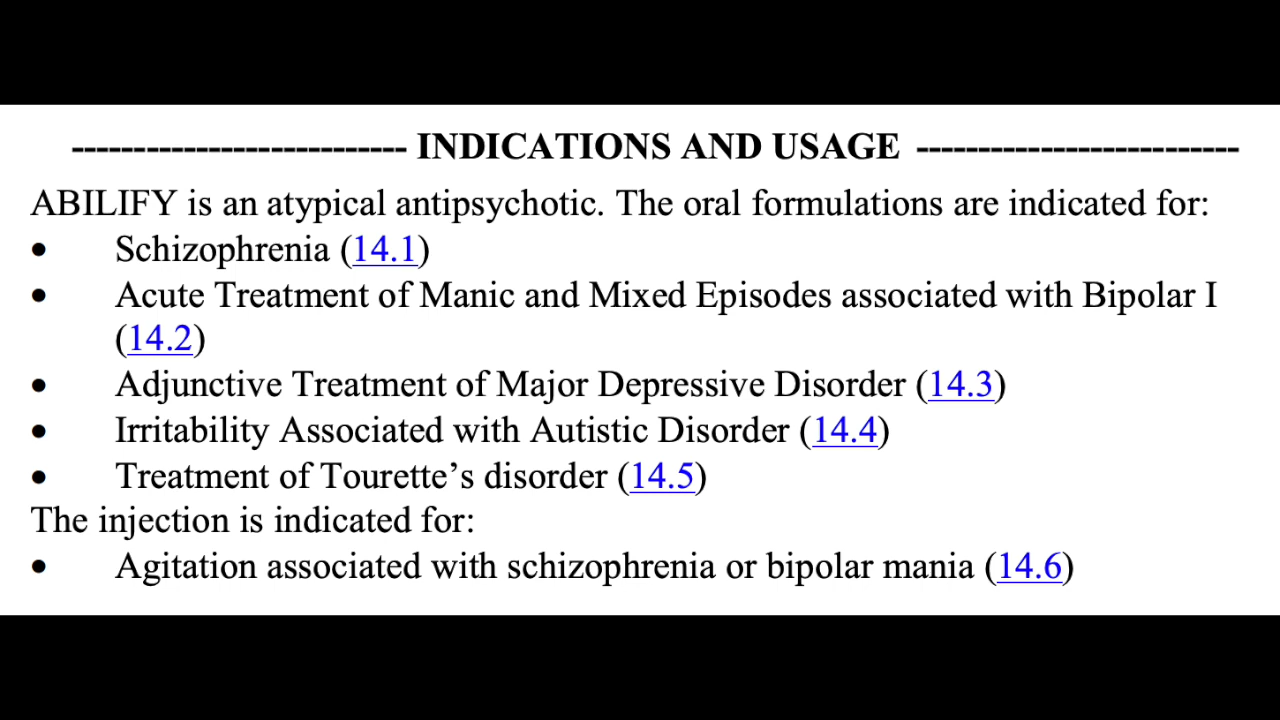 --------------------------- INDICATIONS AND USAGE --------------------------
ABILIFY is an atypical antipsychotic. The oral formulations are indicated for:
• Schizophrenia (14.1)
• Acute Treatment of Manic and Mixed Episodes associated with Bipolar I
(14.2)
• Adjunctive Treatment of Major Depressive Disorder (14.3)
• Irritability Associated with Autistic Disorder (14.4)
• Treatment of Tourette’s disorder (14.5)
The injection is indicated for:
• Agitation associated with schizophrenia or bipolar mania (14.6)